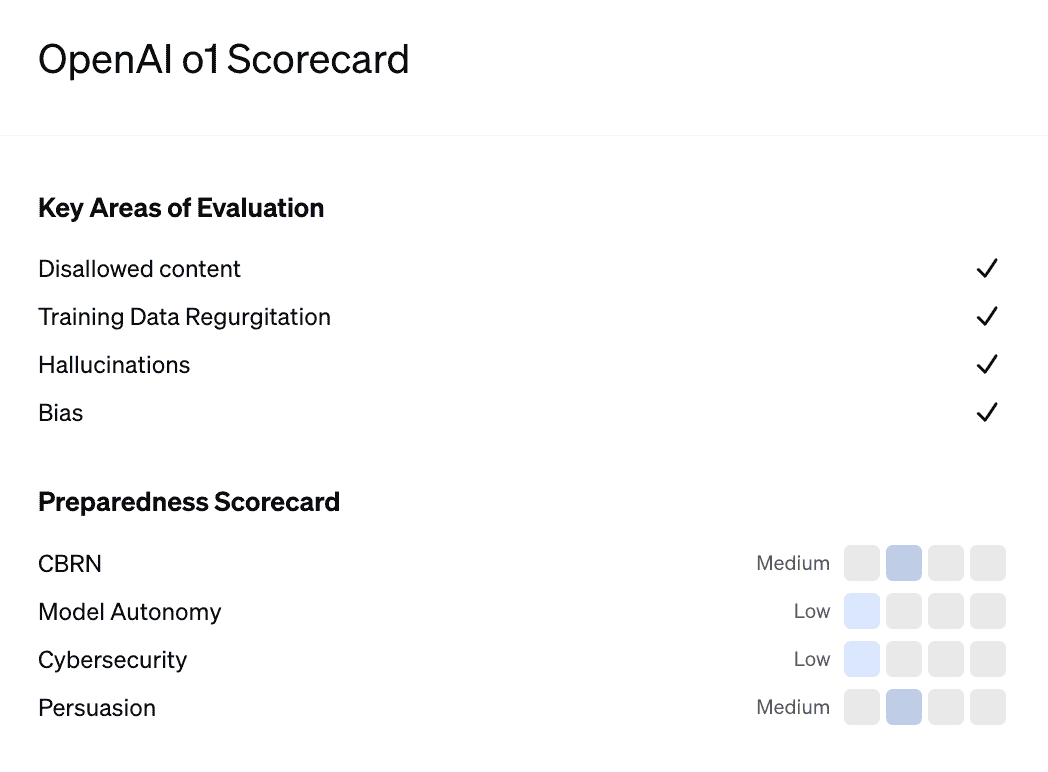 OpenAI o1 Scorecard
Key Areas of Evaluation
Disallowed content
Training Data Regurgitation
Hallucinations
Bias
Preparedness Scorecard
CBRN Medium
Model Autonomy Low
Cybersecurity Low
Persuasion Medium